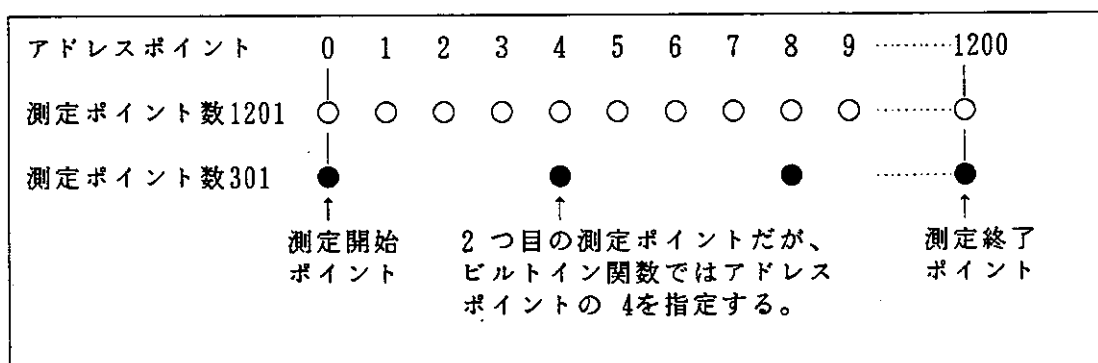 アドレスポイント 0 1 2 3 4 5 6 7 8 9 ……… 1200
測定ポイント数1201 ○ ○ ○ ○ ○ ○ ○ ○ ○ ○ ……… ○
測定ポイント数301 ● ● ● ……… ●
↑ ↑ ↑
測定開始 2 つ目の測定ポイントだが、 測定終了
ポイント ビルトイン関数ではアドレス ポイント
ポイントの 4を指定する。